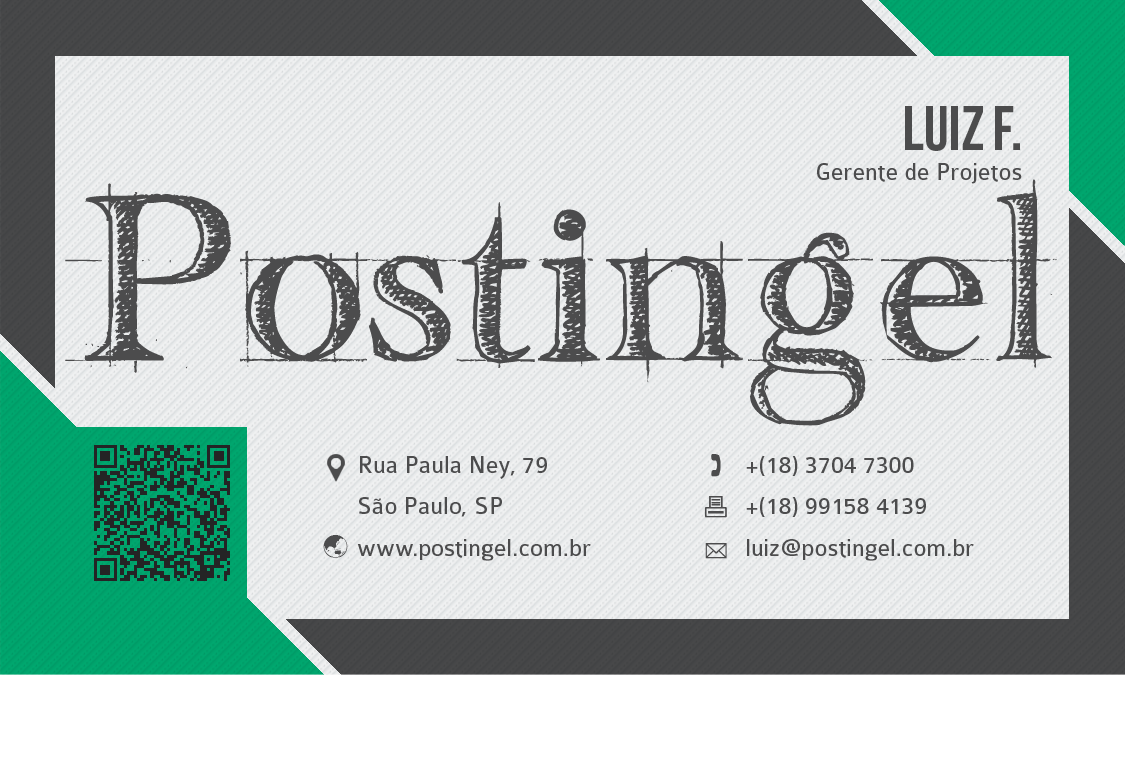 LUIZ F.
Gerente de Projetos
Postingel
Rua Paula Ney, 79
São Paulo, SP
www.postingel.com.br
+(18) 3704 7300
+(18) 99158 4139
luiz@postingel.com.br